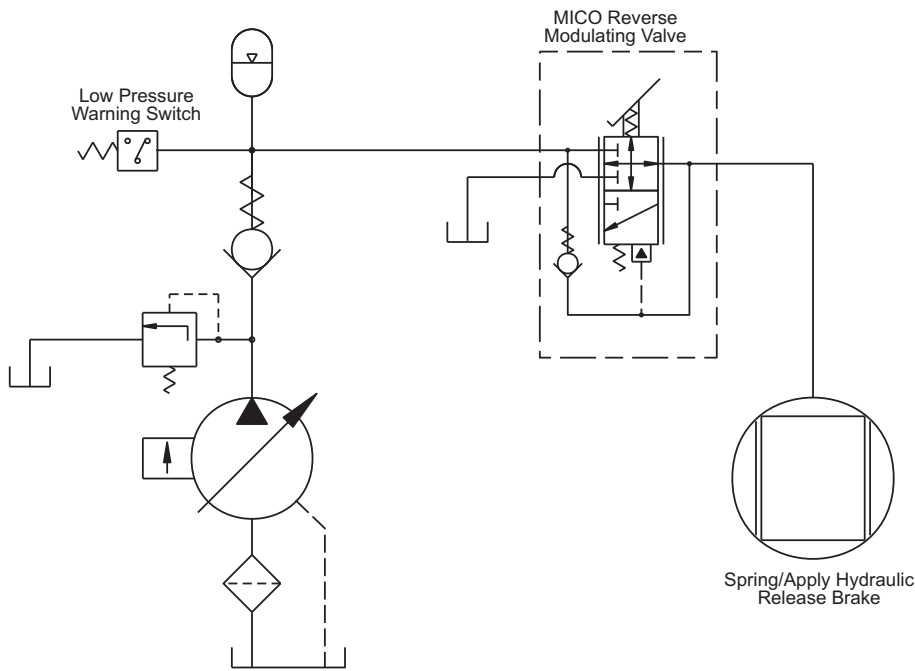 MICO Reverse
Modulating Valve
Low Pressure
Warning Switch
Spring/Apply Hydraulic
Release Brake